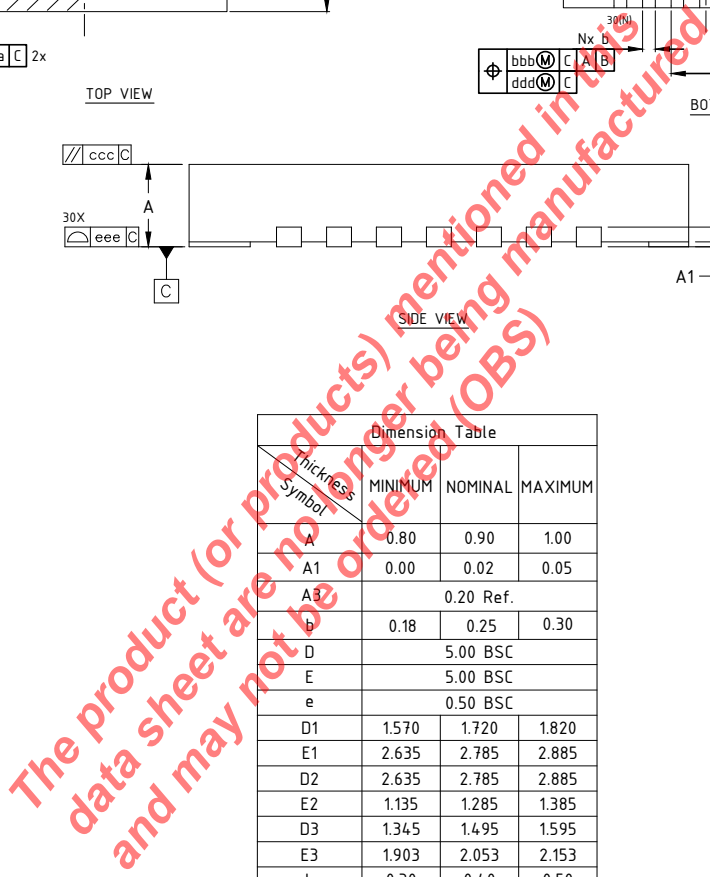 a C 2x
TOP VIEW
30(N)
Nx b
bbbⓂ C A B
dddⓂ C
BO
// ccc C
A
30X
eee C
C
A1
SIDE VIEW
Dimension Table
Thickness
Symbol
MINIMUM NOMINAL MAXIMUM
A 0.80 0.90 1.00
A1 0.00 0.02 0.05
A3 0.20 Ref.
b 0.18 0.25 0.30
D 5.00 BSC
E 5.00 BSC
e 0.50 BSC
D1 1.570 1.720 1.820
E1 2.635 2.785 2.885
D2 2.635 2.785 2.885
E2 1.135 1.285 1.385
D3 1.345 1.495 1.595
E3 1.903 2.053 2.153
The product (or products) mentioned in this
data sheet are no longer being manufactured
and may not be ordered (OBS)